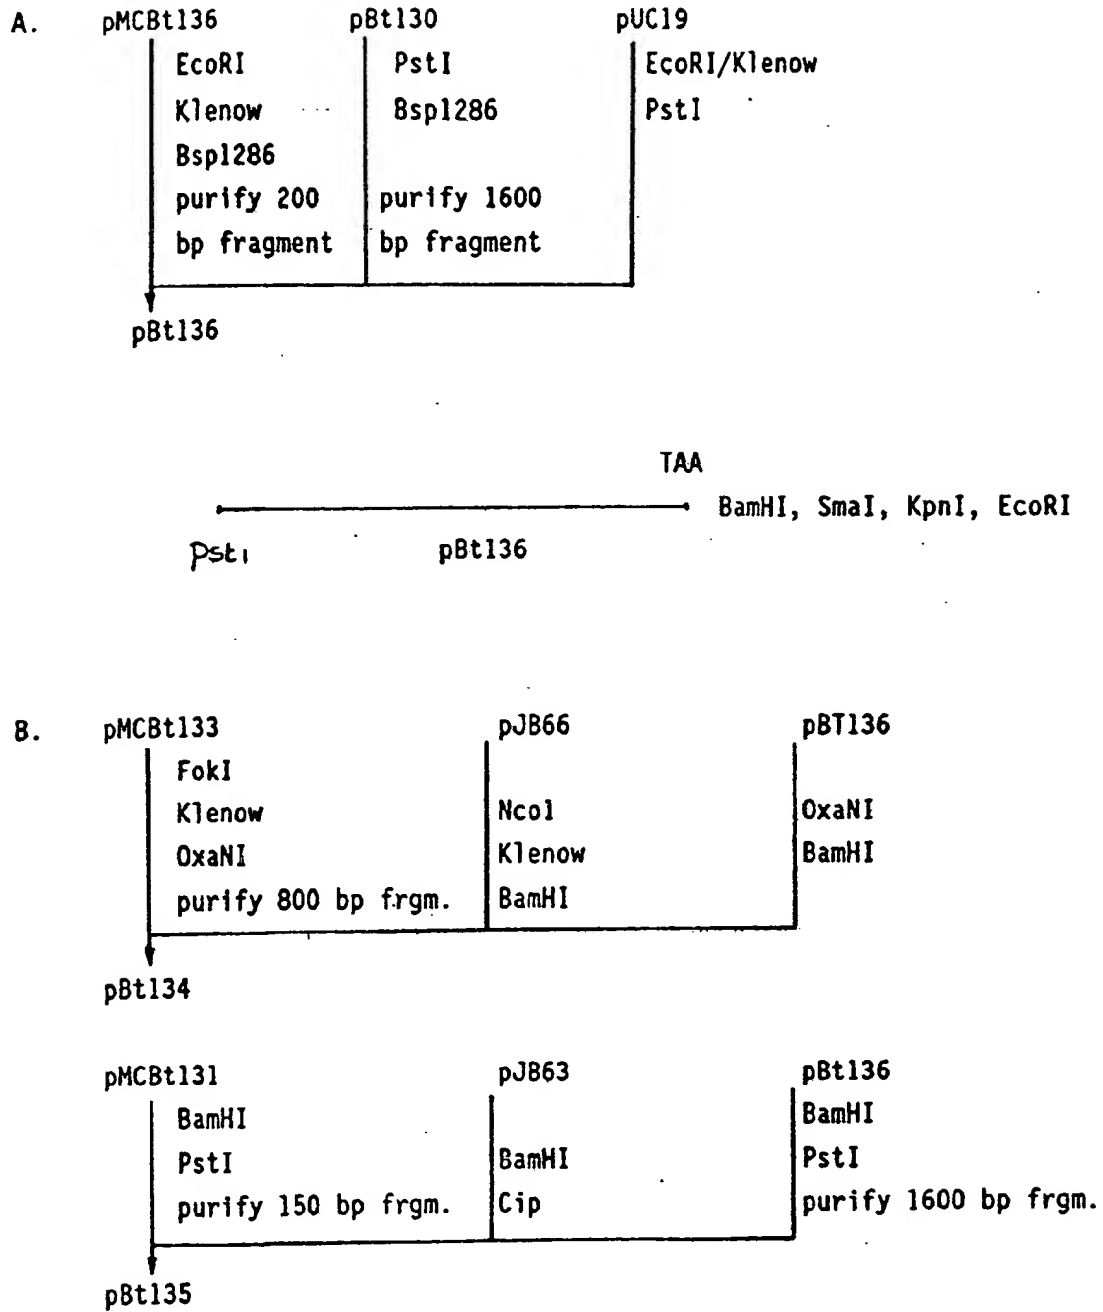 A. pMCBt136 pBt130 pUC19
EcoRI PstI EcoRI/Klenow
Klenow Bsp1286 PstI
Bsp1286
purify 200 purify 1600
bp fragment bp fragment
pBt136
TAA
BamHI, SmaI, KpnI, EcoRI
PstI pBt136
B. pMCBt133 pJB66 pBT136
FokI
Klenow NcoI OxaNI
OxaNI Klenow BamHI
purify 800 bp frgm. BamHI
pBt134
pMCBt131 pJB63 pBt136
BamHI BamHI
PstI BamHI PstI
purify 150 bp frgm. Cip purify 1600 bp frgm.
pBt135